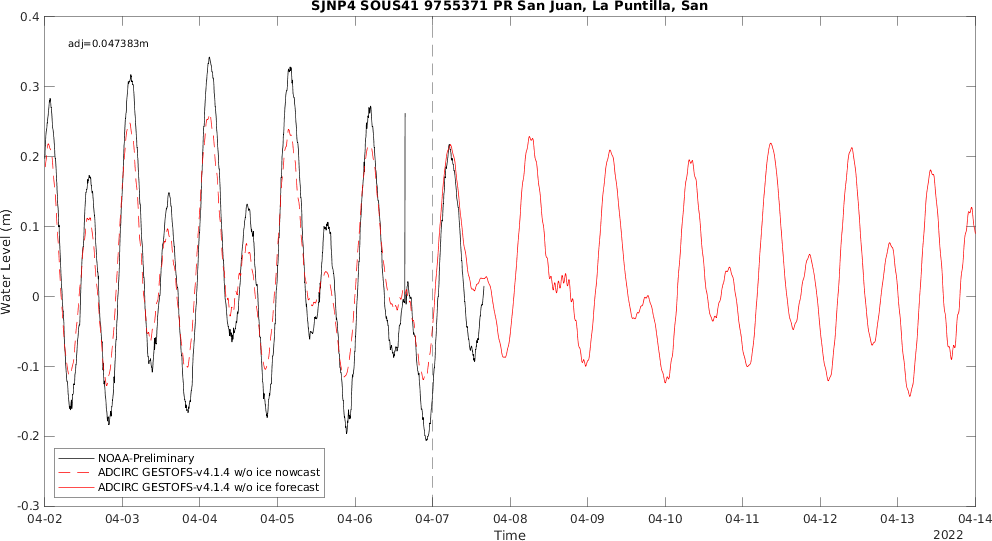 SJNP4 SOUS41 9755371 PR San Juan, La Puntilla, San
adj=0.047383m
0.4
0.3
0.2
0.1
0
-0.1
-0.2
-0.3
Water Level (m)
NOAA-Preliminary
ADCIRC GESTOFS-v4.1.4 w/o ice nowcast
ADCIRC GESTOFS-v4.1.4 w/o ice forecast
04-02 04-03 04-04 04-05 04-06 04-07 04-08 04-09 04-10 04-11 04-12 04-13 04-14
Time
2022